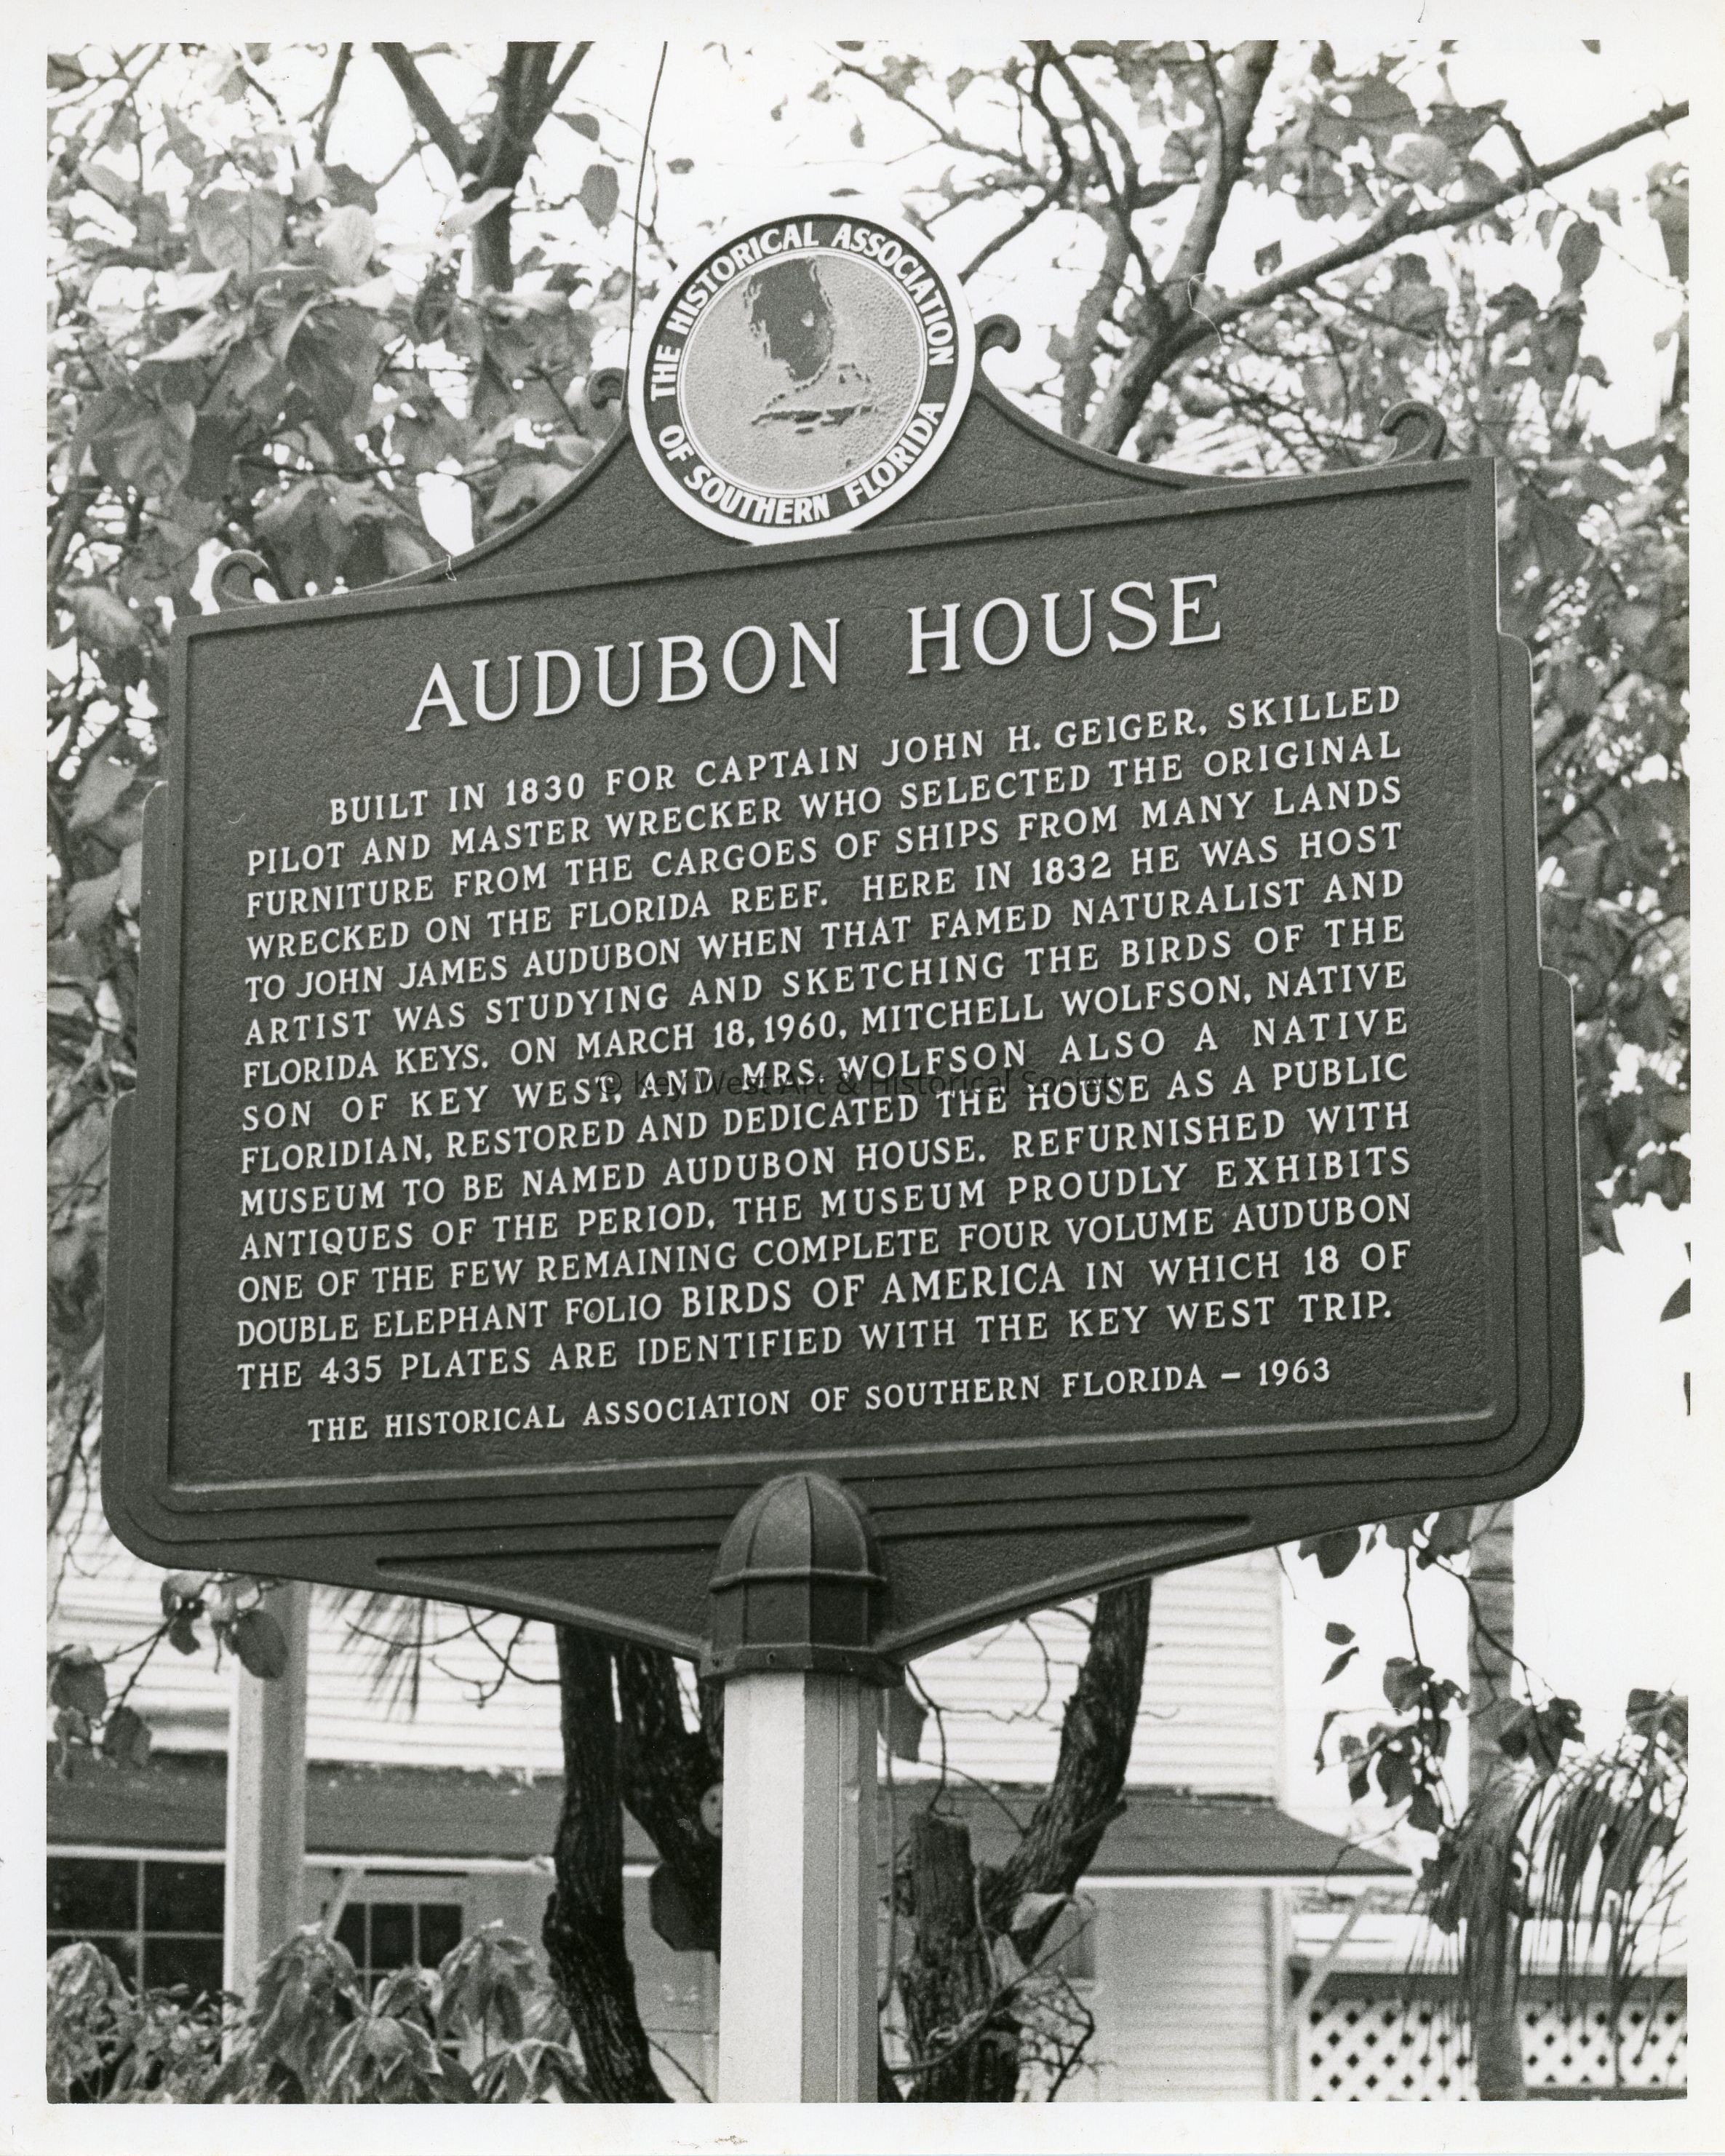 THE HISTORICAL ASSOCIATION
OF SOUTHERN FLORIDA
AUDUBON HOUSE
BUILT IN 1830 FOR CAPTAIN JOHN H. GEIGER, SKILLED
PILOT AND MASTER WRECKER WHO SELECTED THE ORIGINAL
FURNITURE FROM THE CARGOES OF SHIPS FROM MANY LANDS
WRECKED ON THE FLORIDA REEF. HERE IN 1832 HE WAS HOST
TO JOHN JAMES AUDUBON WHEN THAT FAMED NATURALIST AND
ARTIST WAS STUDYING AND SKETCHING THE BIRDS OF THE
FLORIDA KEYS. ON MARCH 18, 1960, MITCHELL WOLFSON, NATIVE
SON OF KEY WEST, AND MRS. WOLFSON ALSO A NATIVE
FLORIDIAN, RESTORED AND DEDICATED THE HOUSE AS A PUBLIC
MUSEUM TO BE NAMED AUDUBON HOUSE. REFURNISHED WITH
ANTIQUES OF THE PERIOD, THE MUSEUM PROUDLY EXHIBITS
ONE OF THE FEW REMAINING COMPLETE FOUR VOLUME AUDUBON
DOUBLE ELEPHANT FOLIO BIRDS OF AMERICA IN WHICH 18 OF
THE 435 PLATES ARE IDENTIFIED WITH THE KEY WEST TRIP.
THE HISTORICAL ASSOCIATION OF SOUTHERN FLORIDA – 1963
© Key West Art & Historical Society